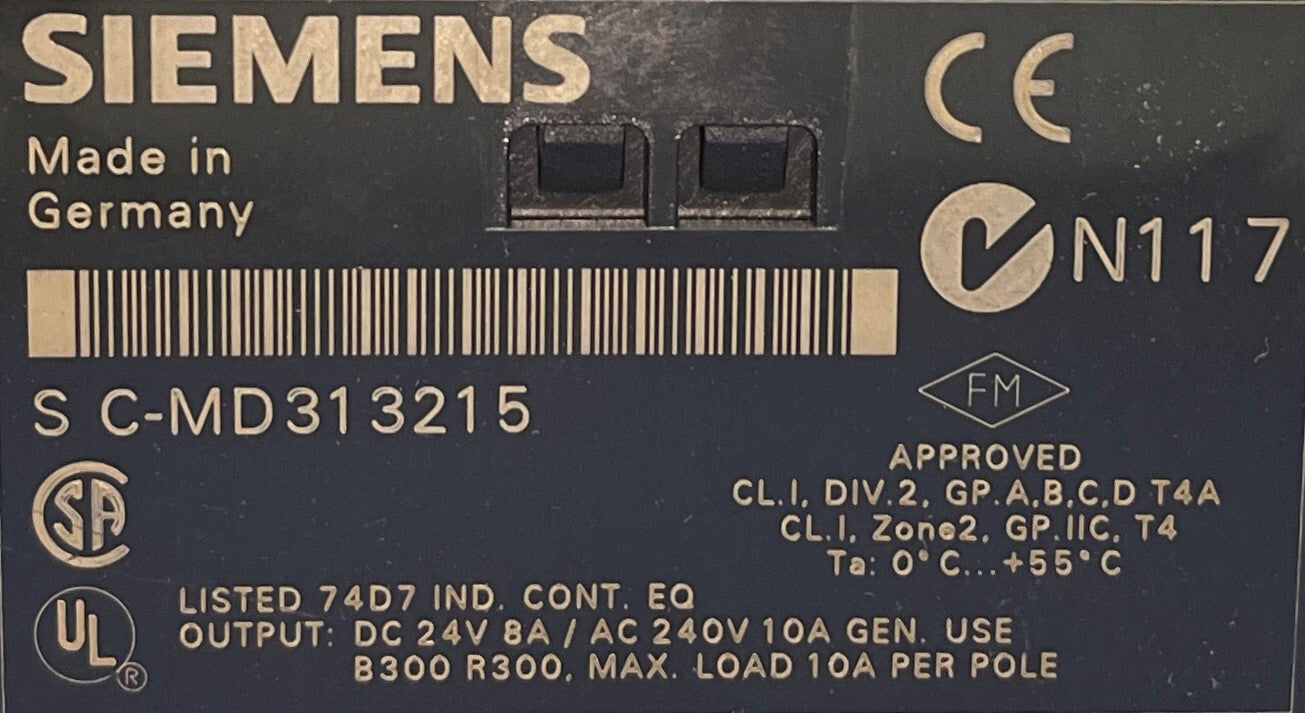 SIEMENS
Made in
Germany
CE
N117
S C-MD313215
FM
APPROVED
CL.I, DIV.2, GP.A,B,C,D T4A
CL.I, Zone2, GP.IIC, T4
Ta: 0°C...+55°C
SA
UL ®
LISTED 74D7 IND. CONT. EQ
OUTPUT: DC 24V 8A / AC 240V 10A GEN. USE
B300 R300, MAX. LOAD 10A PER POLE